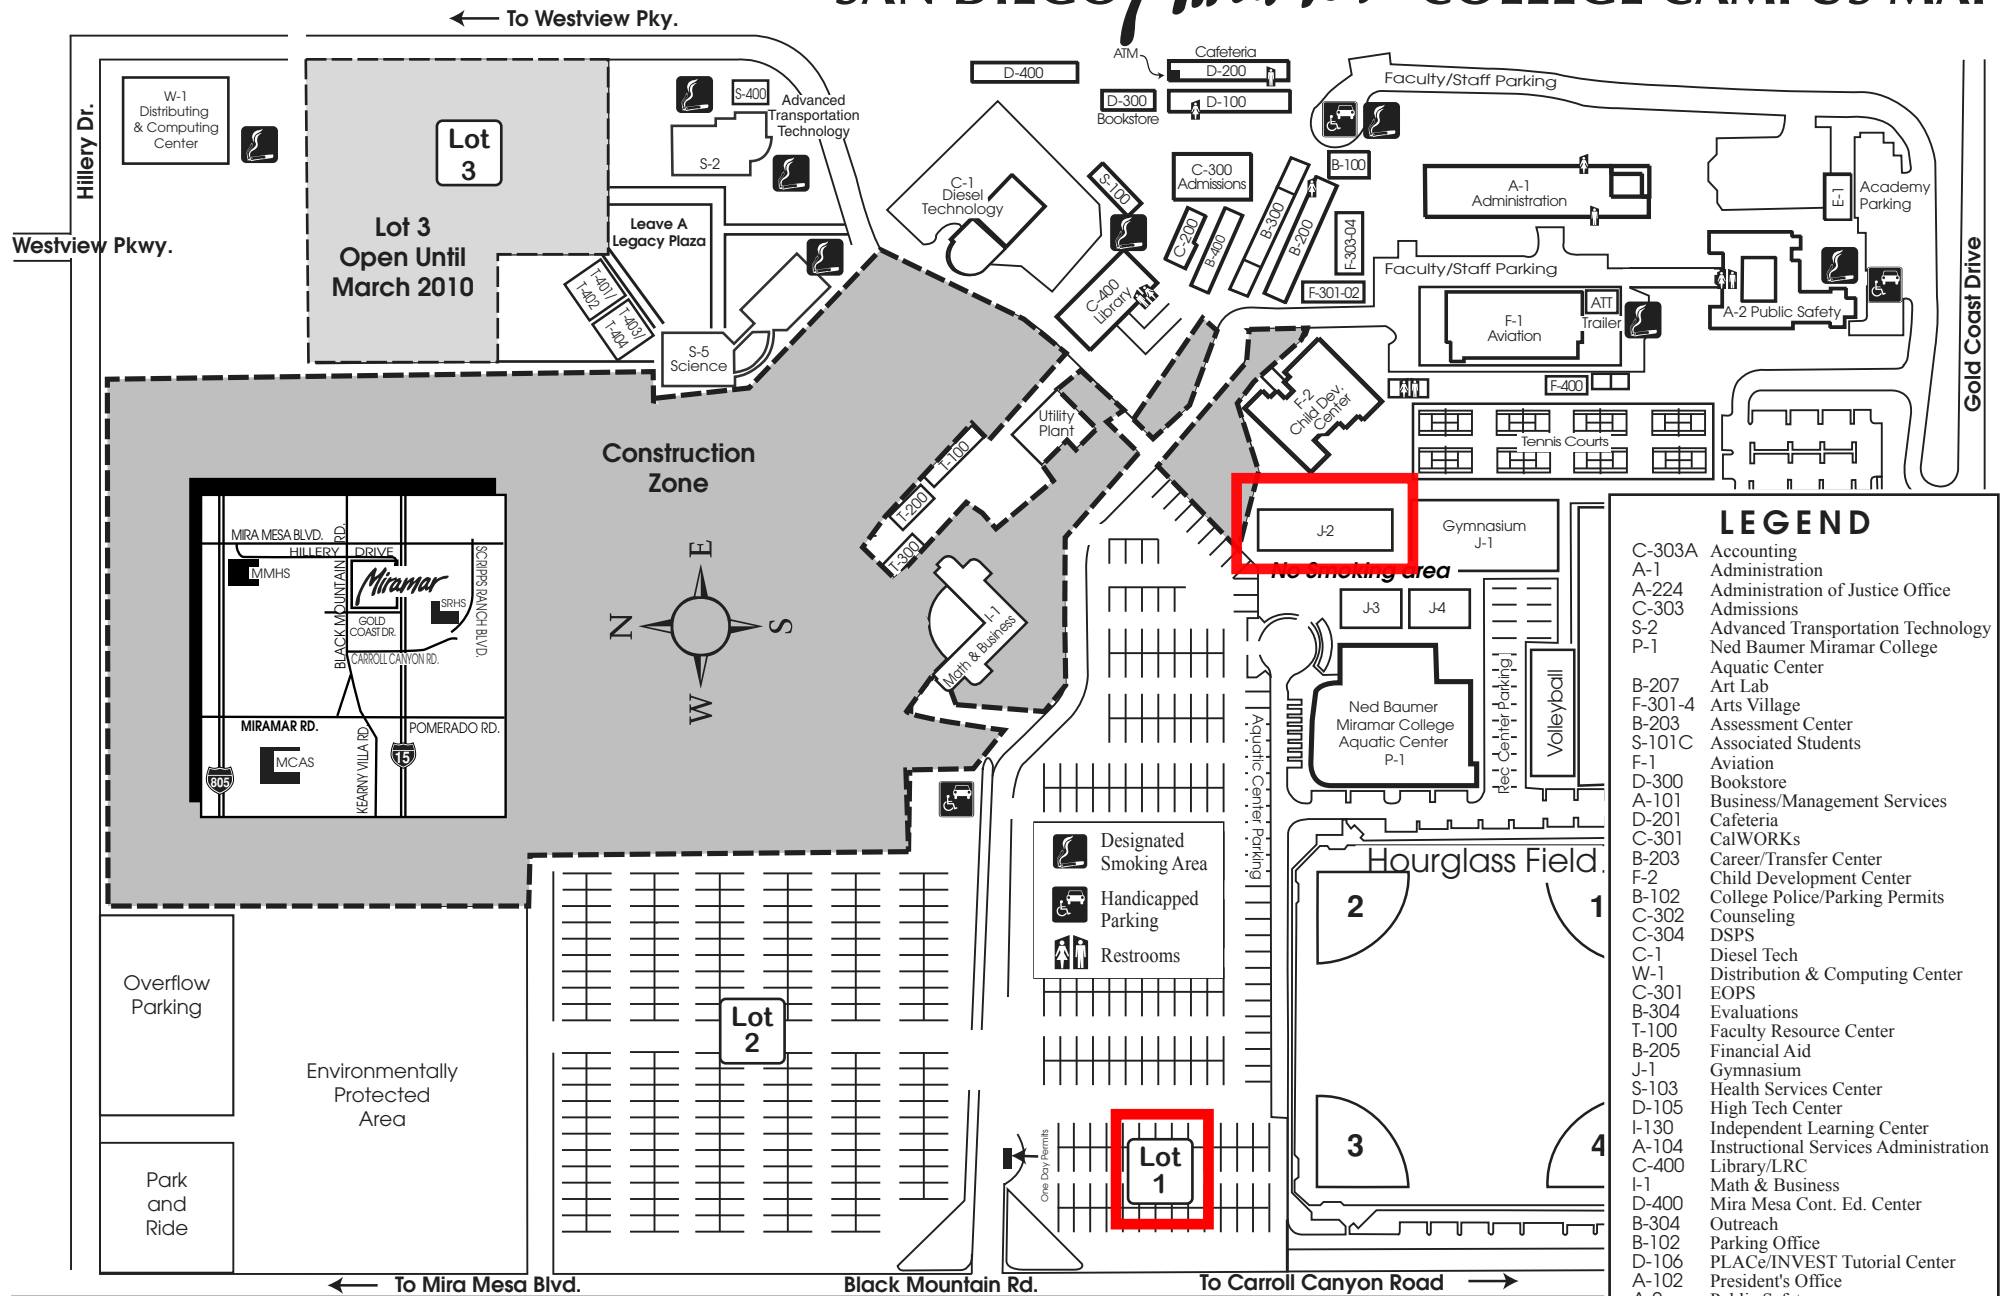 SAN DIEGO Miramar COLLEGE CAMPUS MAP
To Westview Pky.
Hillery Dr.
Westview Pkwy.
W-1
Distributing
& Computing
Center
Lot
3
Lot 3
Open Until
March 2010
S-400
Advanced
Transportation
Technology
S-2
Leave A
Legacy Plaza
T-401/
T-402
T-403/
T-404
S-5
Science
D-400
ATM
Cafeteria
D-200
D-300
Bookstore
D-100
C-1
Diesel
Technology
S-100
C-300
Admissions
C-200
B-400
B-300
B-200
B-100
F-303-04
F-301-02
C-400
Library
Faculty/Staff Parking
A-1
Administration
E-1
Academy
Parking
Faculty/Staff Parking
F-1
Aviation
ATT
Trailer
A-2 Public Safety
Gold Coast Drive
F-400
Tennis Courts
F-2
Child Dev.
Center
Utility
Plant
T-100
T-200
T-300
Construction
Zone
MIRA MESA BLVD.
HILLERY DRIVE
MMHS
BLACK MOUNTAIN RD.
Miramar
SRHS
SCRIPPS RANCH BLVD.
GOLD
COAST DR.
CARROLL CANYON RD.
MIRAMAR RD.
POMERADO RD.
MCAS
KEARNY VILLA RD.
805
15
E
N
S
W
I-1
Math & Business
J-2
Gymnasium
J-1
No Smoking area
J-3
J-4
Ned Baumer
Miramar College
Aquatic Center
P-1
Aquatic Center Parking
Rec Center Parking
Volleyball
Designated
Smoking Area
Handicapped
Parking
Restrooms
Hourglass Field
2
1
3
4
Overflow
Parking
Environmentally
Protected
Area
Park
and
Ride
Lot
2
One Day Permits
Lot
1
To Mira Mesa Blvd.
Black Mountain Rd.
To Carroll Canyon Road
LEGEND
C-303A Accounting
A-1 Administration
A-224 Administration of Justice Office
C-303 Admissions
S-2 Advanced Transportation Technology
P-1 Ned Baumer Miramar College
Aquatic Center
B-207 Art Lab
F-301-4 Arts Village
B-203 Assessment Center
S-101C Associated Students
F-1 Aviation
D-300 Bookstore
A-101 Business/Management Services
D-201 Cafeteria
C-301 CalWORKs
B-203 Career/Transfer Center
F-2 Child Development Center
B-102 College Police/Parking Permits
C-302 Counseling
C-304 DSPS
C-1 Diesel Tech
W-1 Distribution & Computing Center
C-301 EOPS
B-304 Evaluations
T-100 Faculty Resource Center
B-205 Financial Aid
J-1 Gymnasium
S-103 Health Services Center
D-105 High Tech Center
I-130 Independent Learning Center
A-104 Instructional Services Administration
C-400 Library/LRC
I-1 Math & Business
D-400 Mira Mesa Cont. Ed. Center
B-304 Outreach
B-102 Parking Office
D-106 PLACe/INVEST Tutorial Center
A-102 President's Office